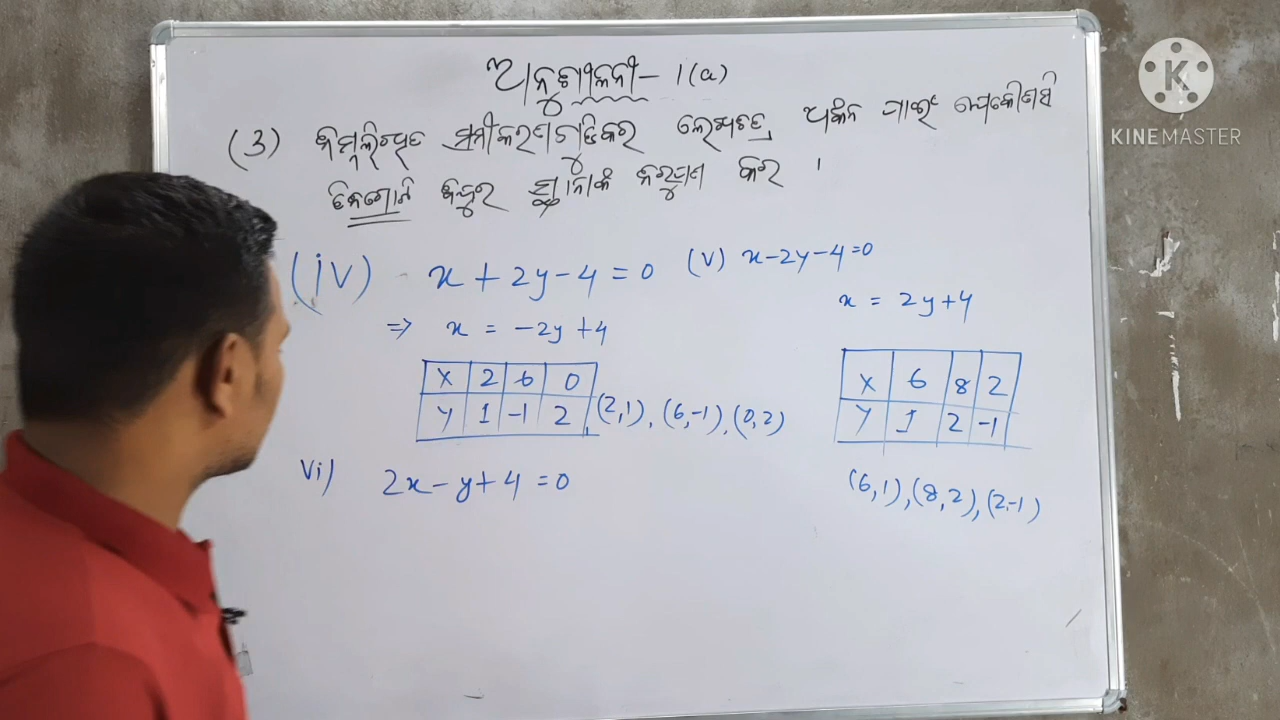 ଅନୁଶୀଳନୀ - 1(a)
(3) ନିମ୍ନଲିଖିତ ସମୀକରଣଗୁଡିକର ଲେଖଚିତ୍ର ଅଙ୍କନ ପାଇଁ ଯେକୌଣସି
ତିନିଗୋଟି ବିନ୍ଦୁର ସ୍ଥାନାଙ୍କ ନିରୂପଣ କର ।
(iv) x + 2y - 4 = 0
⇒ x = -2y + 4
X 2 6 0
Y 1 -1 2
(2,1), (6,-1), (0,2)
(v) x - 2y - 4 = 0
x = 2y + 4
X 6 8 2
Y 1 2 -1
(6,1), (8,2), (2,-1)
vi) 2x - y + 4 = 0
K
KINEMASTER